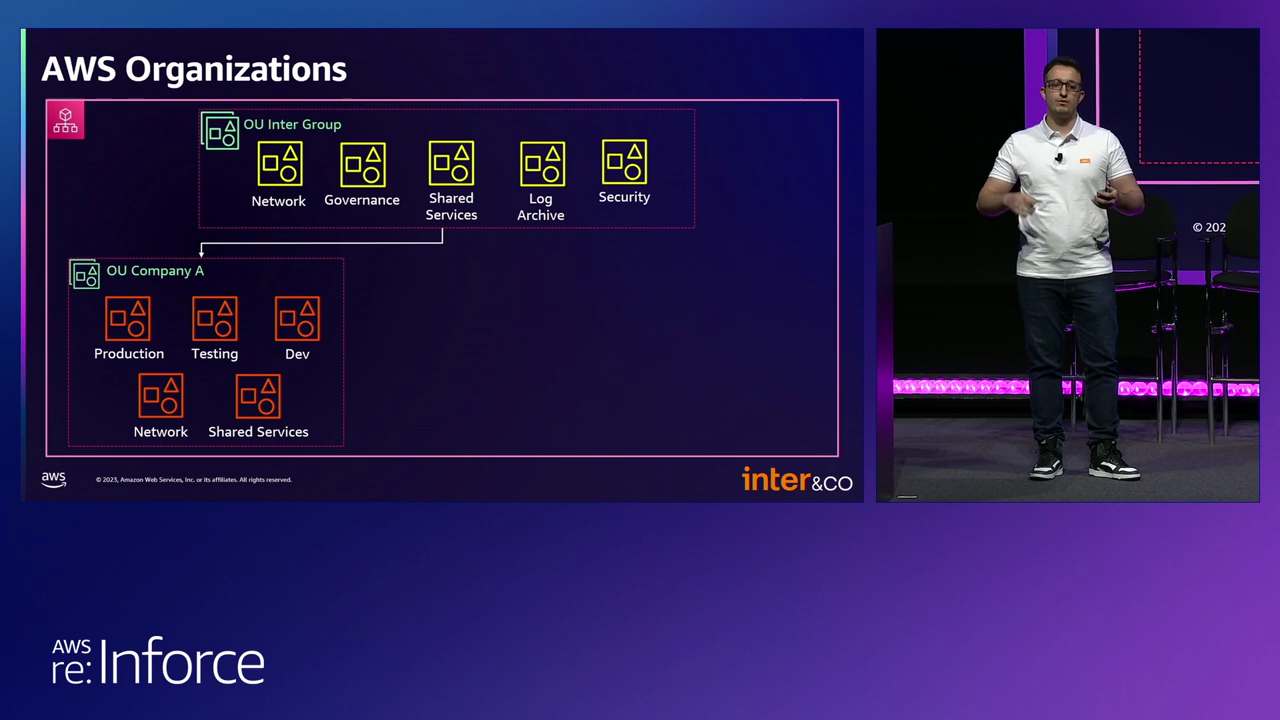 AWS Organizations
OU Inter Group
Network
Governance
Shared
Services
Log
Archive
Security
OU Company A
Production
Testing
Dev
Network
Shared Services
aws
© 2023, Amazon Web Services, Inc. or its affiliates. All rights reserved.
inter&CO
© 202
AWS
re:Inforce